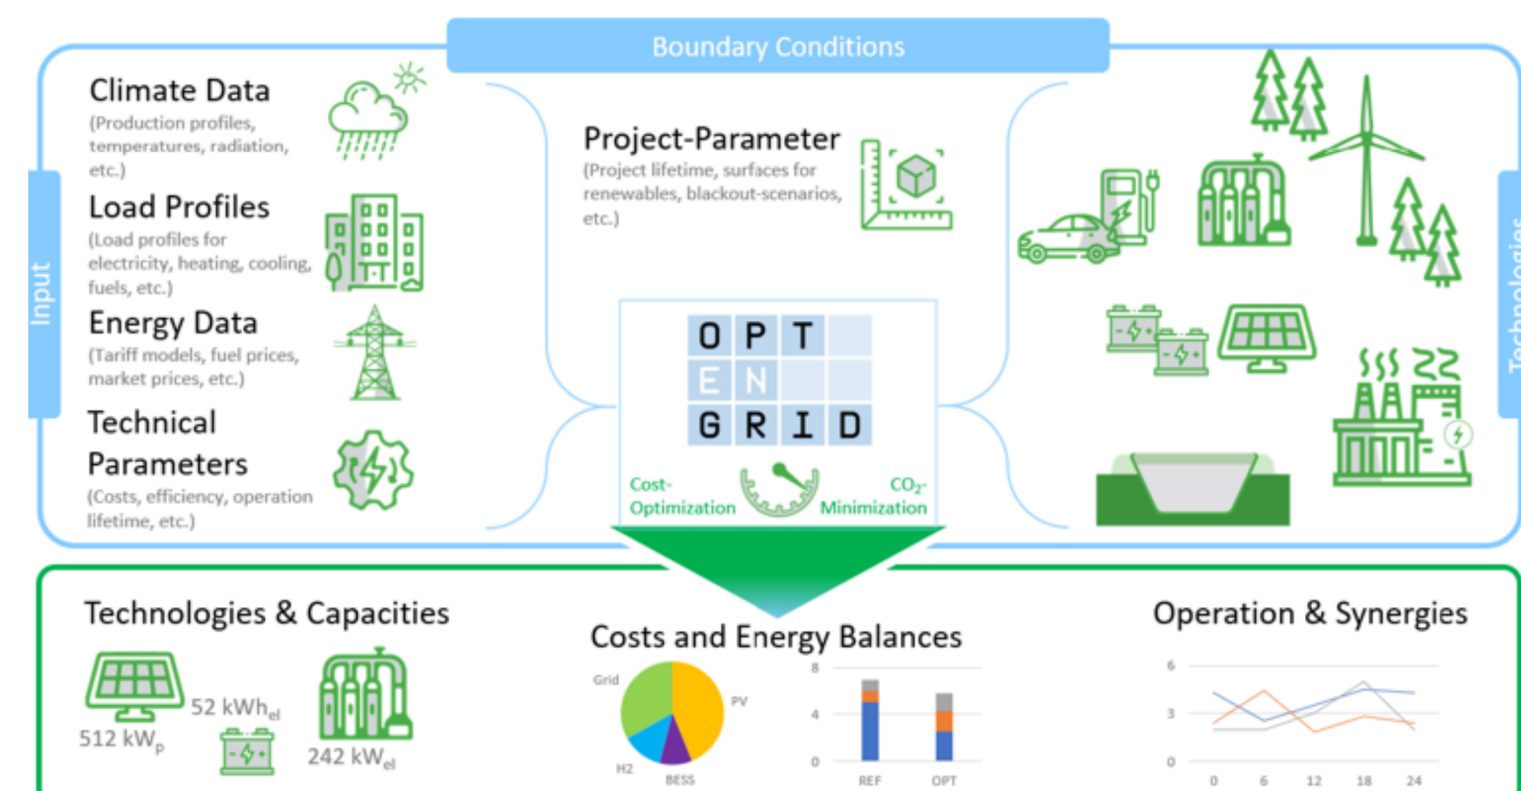 Boundary Conditions
Input
Climate Data
(Production profiles,
temperatures, radiation,
etc.)
Load Profiles
(Load profiles for
electricity, heating, cooling,
fuels, etc.)
Energy Data
(Tariff models, fuel prices,
market prices, etc.)
Technical
Parameters
(Costs, efficiency, operation
lifetime, etc.)
Project-Parameter
(Project lifetime, surfaces for
renewables, blackout-scenarios,
etc.)
OPT
EN
GRID
Cost-
Optimization
CO₂-
Minimization
Technologies
Technologies & Capacities
512 kWp
52 kWhel
242 kWel
Costs and Energy Balances
Grid
PV
H2
BESS
8
4
0
REF OPT
Operation & Synergies
6
3
0
0 6 12 18 24